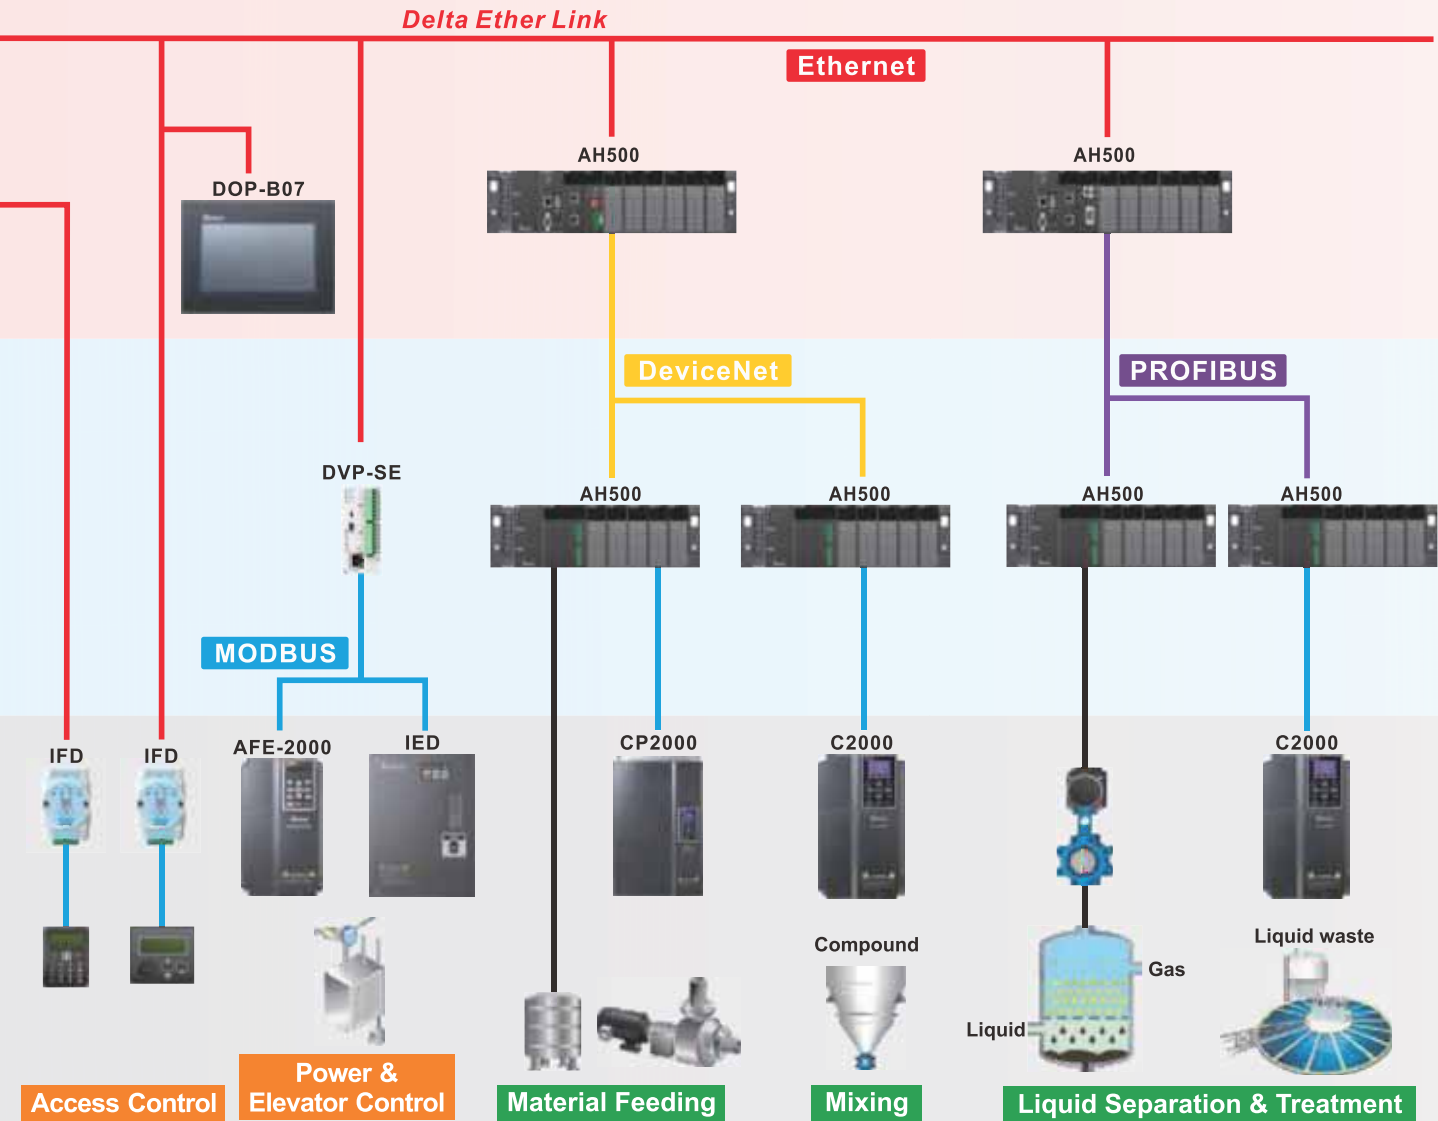 Delta Ether Link
Ethernet
AH500
AH500
DOP-B07
DeviceNet
PROFIBUS
DVP-SE
AH500
AH500
AH500
AH500
MODBUS
IFD
IFD
AFE-2000
IED
CP2000
C2000
C2000
Compound
Liquid waste
Gas
Liquid
Access Control
Power &
Elevator Control
Material Feeding
Mixing
Liquid Separation & Treatment